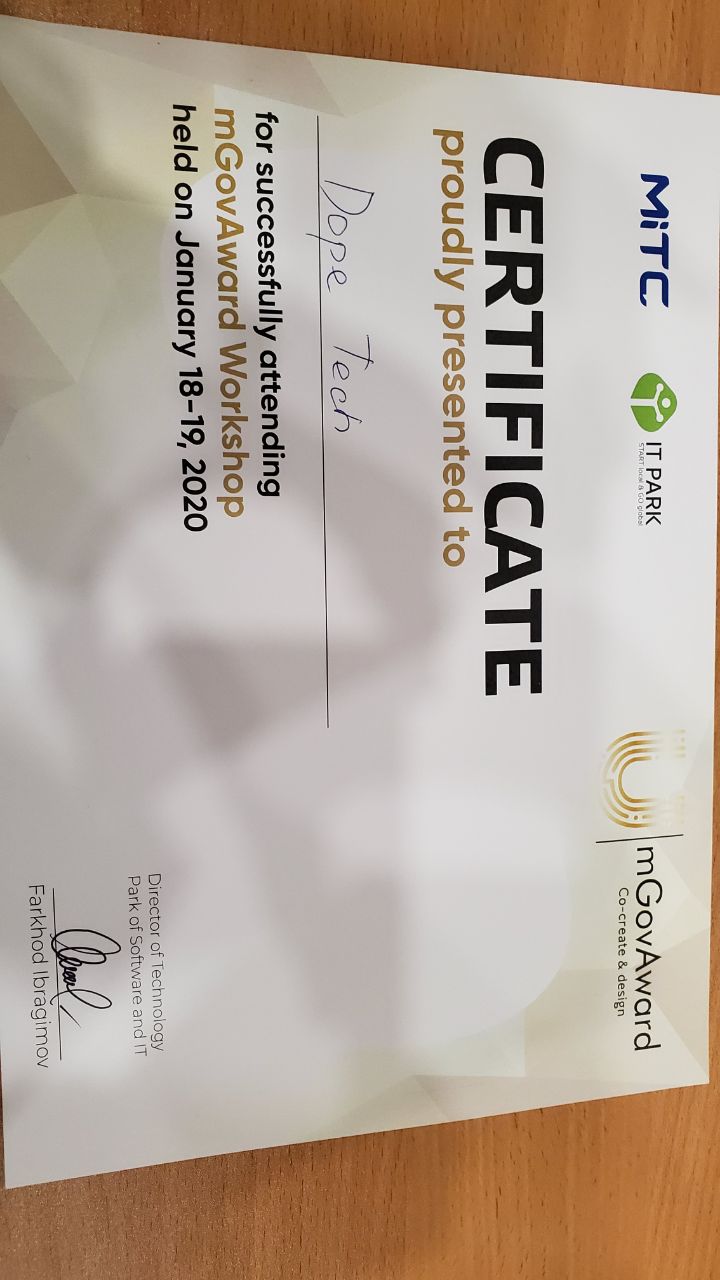 MiTC
IT PARK
START local & GO global
mGovAward
Co-create & design
CERTIFICATE
proudly presented to
Dope Tech
for successfully attending
mGovAward Workshop
held on January 18-19, 2020
Director of Technology
Park of Software and IT
Farkhod Ibragimov